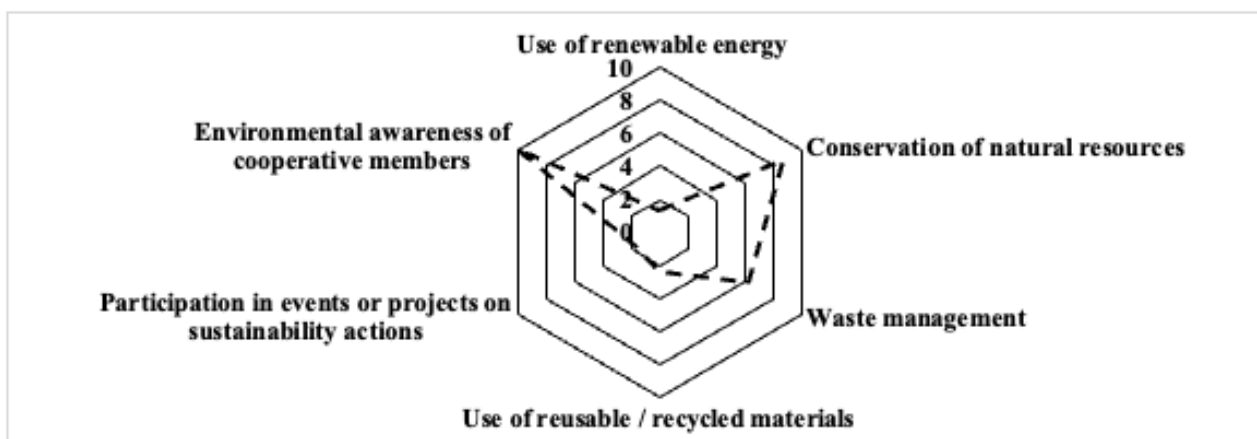 Use of renewable energy
10
8
6
4
2
0
Environmental awareness of
cooperative members
Conservation of natural resources
Participation in events or projects on
sustainability actions
Waste management
Use of reusable / recycled materials